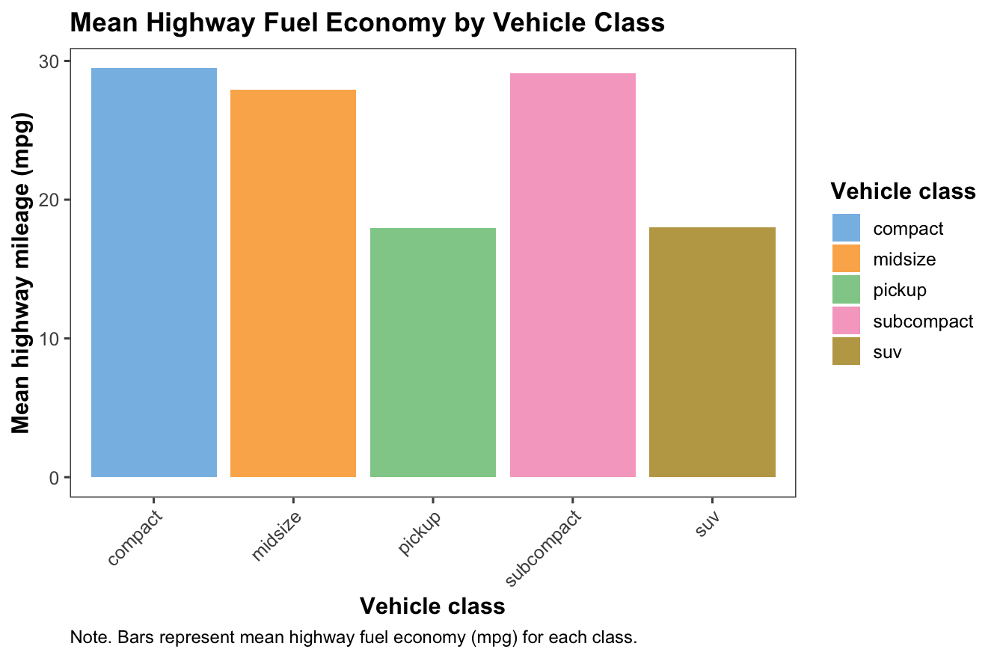 Mean Highway Fuel Economy by Vehicle Class
Mean highway mileage (mpg)
30
20
10
0
compact
midsize
pickup
subcompact
suv
Vehicle class
Note. Bars represent mean highway fuel economy (mpg) for each class.
Vehicle class
compact
midsize
pickup
subcompact
suv